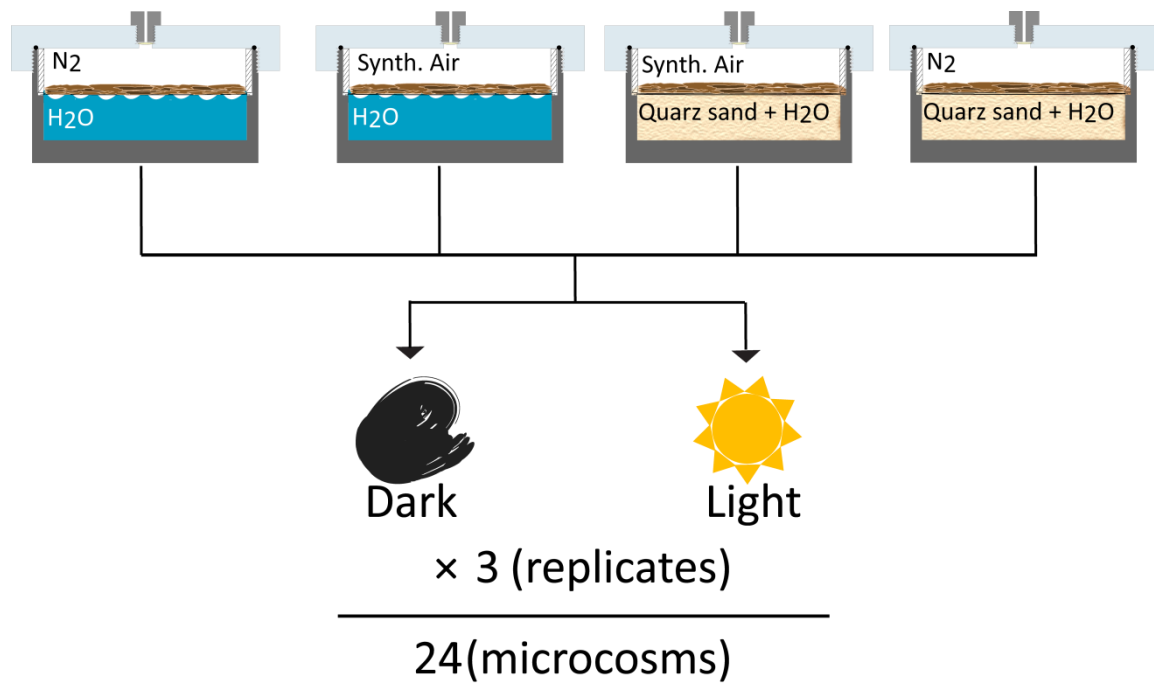 N2
H2O
Synth. Air
H2O
Synth. Air
Quarz sand + H2O
N2
Quarz sand + H2O
Dark
Light
× 3 (replicates)
24(microcosms)